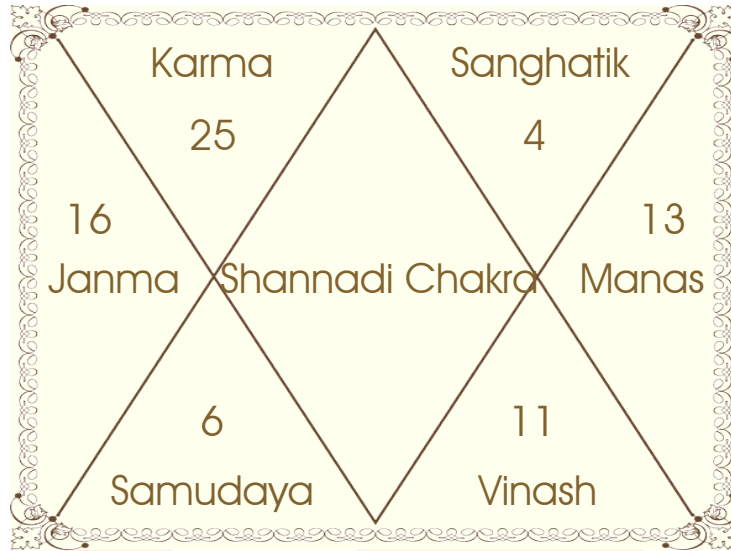 Karma
Sanghatik
25
4
16
13
Janma
Shannadi Chakra
Manas
6
11
Samudaya
Vinash